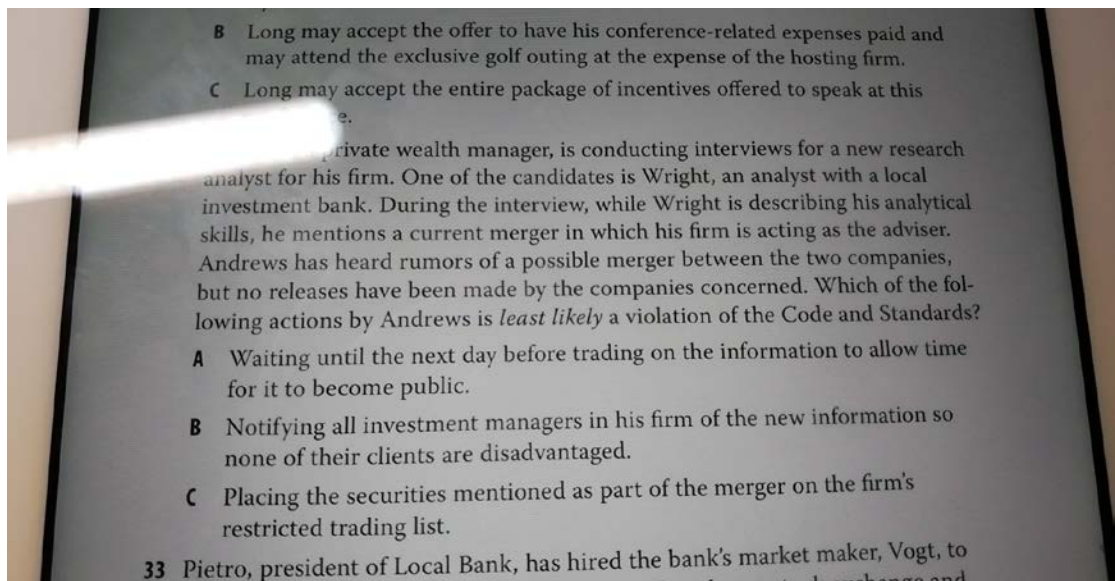 B Long may accept the offer to have his conference-related expenses paid and
may attend the exclusive golf outing at the expense of the hosting firm.
C Long may accept the entire package of incentives offered to speak at this
private wealth manager, is conducting interviews for a new research
analyst for his firm. One of the candidates is Wright, an analyst with a local
investment bank. During the interview, while Wright is describing his analytical
skills, he mentions a current merger in which his firm is acting as the adviser.
Andrews has heard rumors of a possible merger between the two companies,
but no releases have been made by the companies concerned. Which of the fol-
lowing actions by Andrews is least likely a violation of the Code and Standards?
A Waiting until the next day before trading on the information to allow time
for it to become public.
B Notifying all investment managers in his firm of the new information so
none of their clients are disadvantaged.
C Placing the securities mentioned as part of the merger on the firm's
restricted trading list.
33 Pietro, president of Local Bank, has hired the bank's market maker, Vogt, to